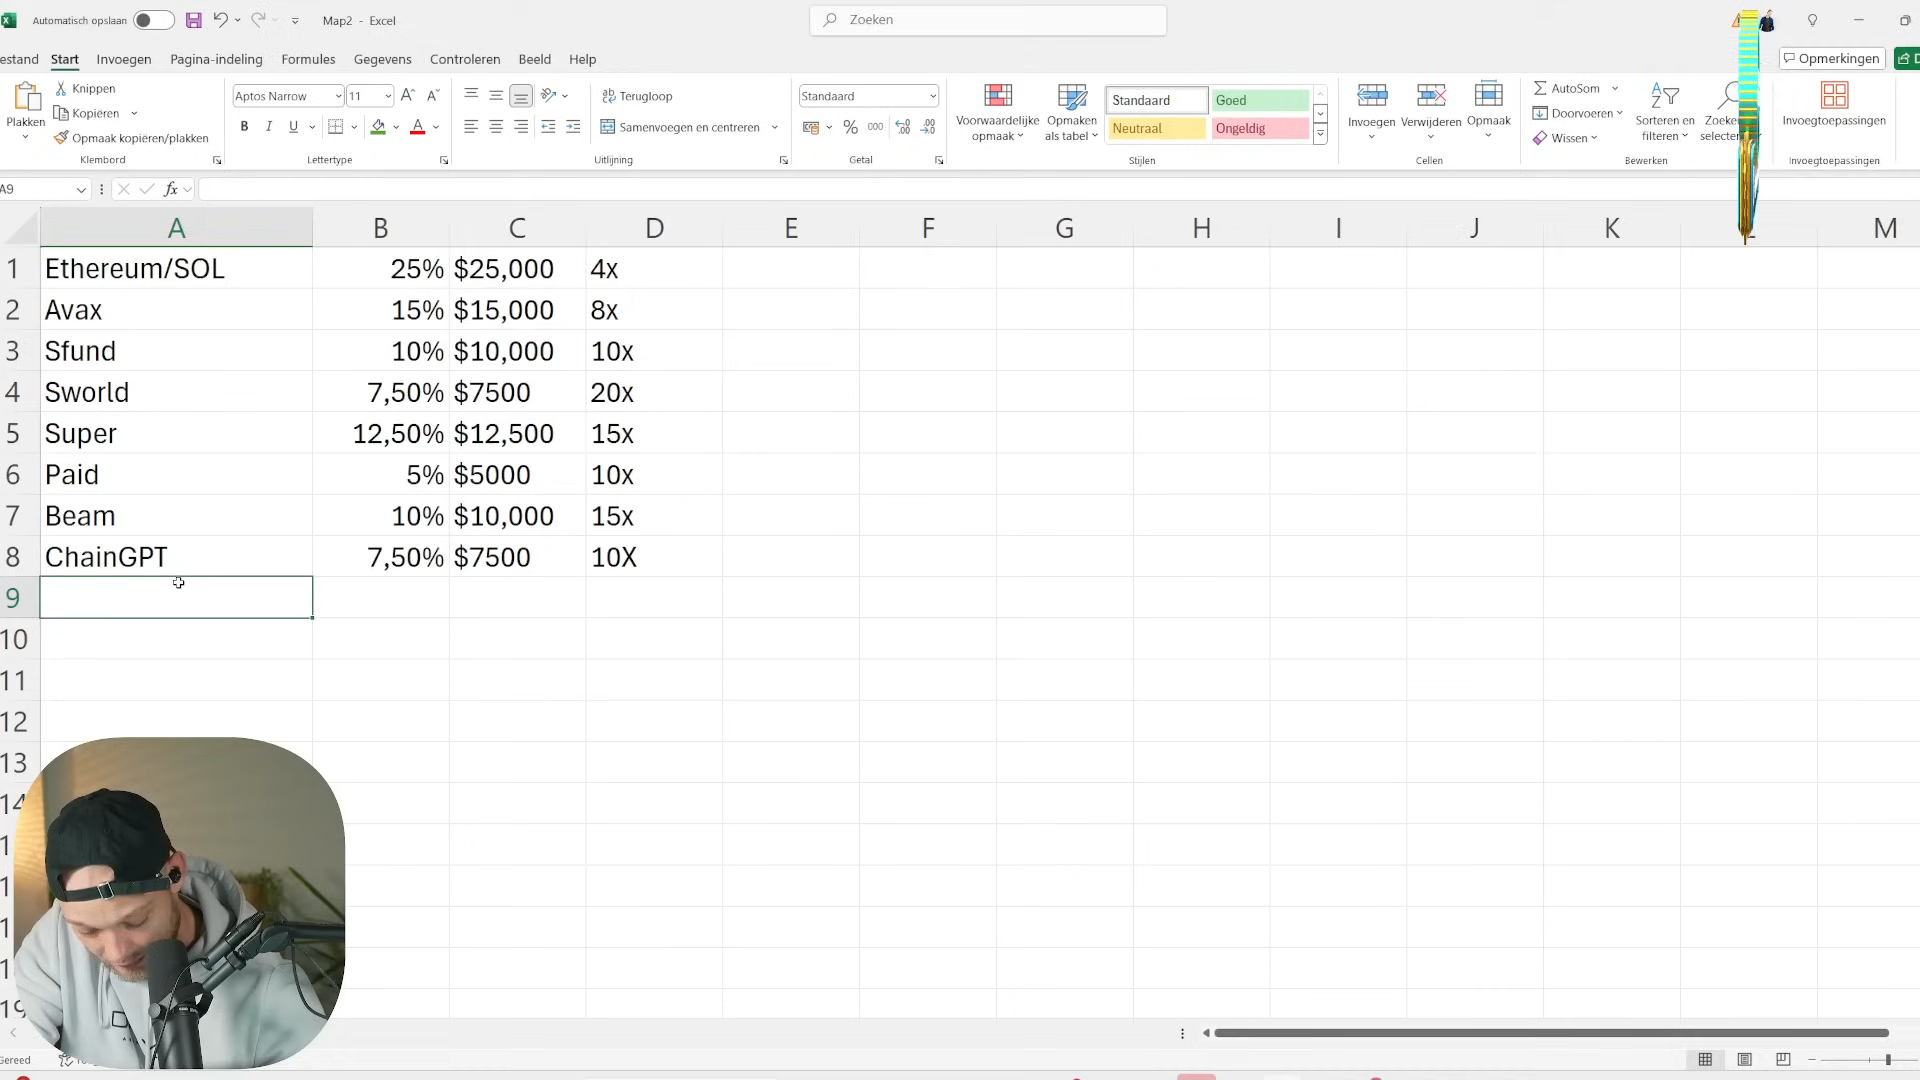 Automatisch opslaan Map2 - Excel Zoeken
estand Start Invoegen Pagina-indeling Formules Gegevens Controleren Beeld Help Opmerkingen
Plakken Knippen
Kopiëren
Opmaak kopiëren/plakken
Klembord
Aptos Narrow 11
B I U
Lettertype
Terugloop
Samenvoegen en centreren
Uitlijning
Standaard
% 000
Getal
Voorwaardelijke opmaak
Opmaken als tabel
Standaard Goed
Neutraal Ongeldig
Stijlen
Invoegen Verwijderen Opmaak
Cellen
AutoSom
Doorvoeren
Wissen
Sorteren en filteren
Bewerken
Invoegtoepassingen
Invoegtoepassingen
A9 fx
A B C D E F G H I J K M
1 Ethereum/SOL 25% $25,000 4x
2 Avax 15% $15,000 8x
3 Sfund 10% $10,000 10x
4 Sworld 7,50% $7500 20x
5 Super 12,50% $12,500 15x
6 Paid 5% $5000 10x
7 Beam 10% $10,000 15x
8 ChainGPT 7,50% $7500 10X
9
10
11
12
13
Gereed